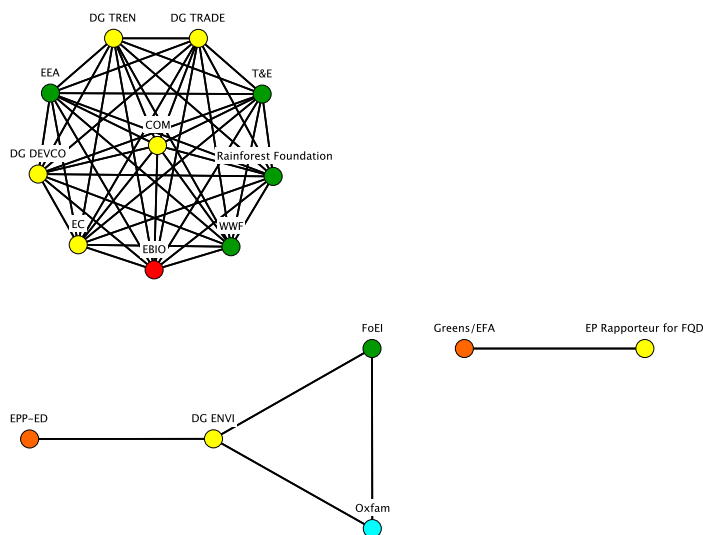 DG TREN
DG TRADE
EEA
T&E
COM
DG DEVCO
Rainforest Foundation
EC
WWF
EBIO
FoEI
Greens/EFA
EP Rapporteur for FQD
EPP-ED
DG ENVI
Oxfam